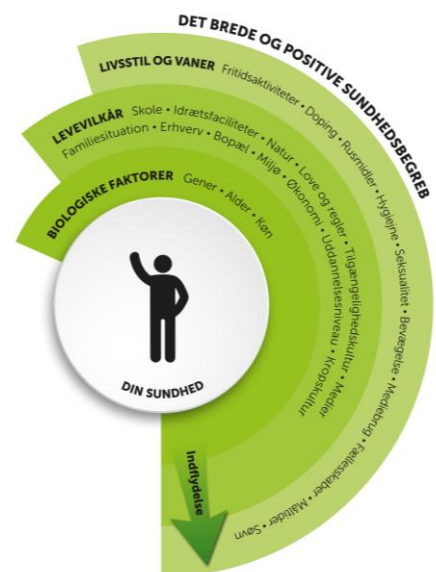 DET BREDE OG POSITIVE SUNDHEDSBEGREB
LIVSSTIL OG VANER Fritidsaktiviteter • Doping • Rusmidler • Hygiejne • Seksualitet • Bevægelse • Mediebrug • Fællesskaber • Måltider • Søvn
LEVEVILKÅR Skole • Idrætsfaciliteter • Natur • Love og regler • Tilgængelighedskultur • Medier
Familiesituation • Erhverv • Bopæl • Miljø • Økonomi • Uddannelsesniveau • Kropskultur
BIOLOGISKE FAKTORER Gener • Alder • Køn
DIN SUNDHED
Indflydelse